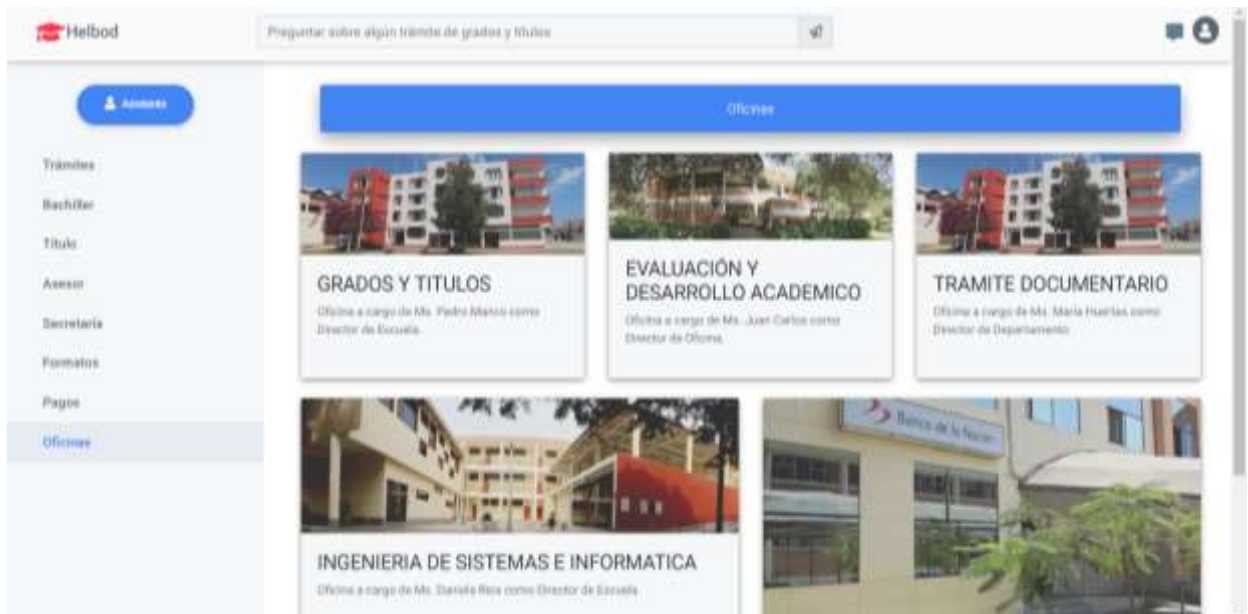 Helbod
Preguntar sobre algún trámite de grados y títulos
Asistente
Oficinas
Trámites
Bachiller
Título
Asesor
Secretaría
Formatos
Pagos
Oficinas
GRADOS Y TITULOS
Oficina a cargo de Ms. Pedro Manco como
Director de Escuela.
EVALUACIÓN Y
DESARROLLO ACADEMICO
Oficina a cargo de Ms. Juan Carlos como
Director de Oficina.
TRAMITE DOCUMENTARIO
Oficina a cargo de Ms. María Huertas como
Director de Departamento
INGENIERIA DE SISTEMAS E INFORMATICA
Oficina a cargo de Ms. Daniela Rios como Director de Escuela.
Banco de la Nación